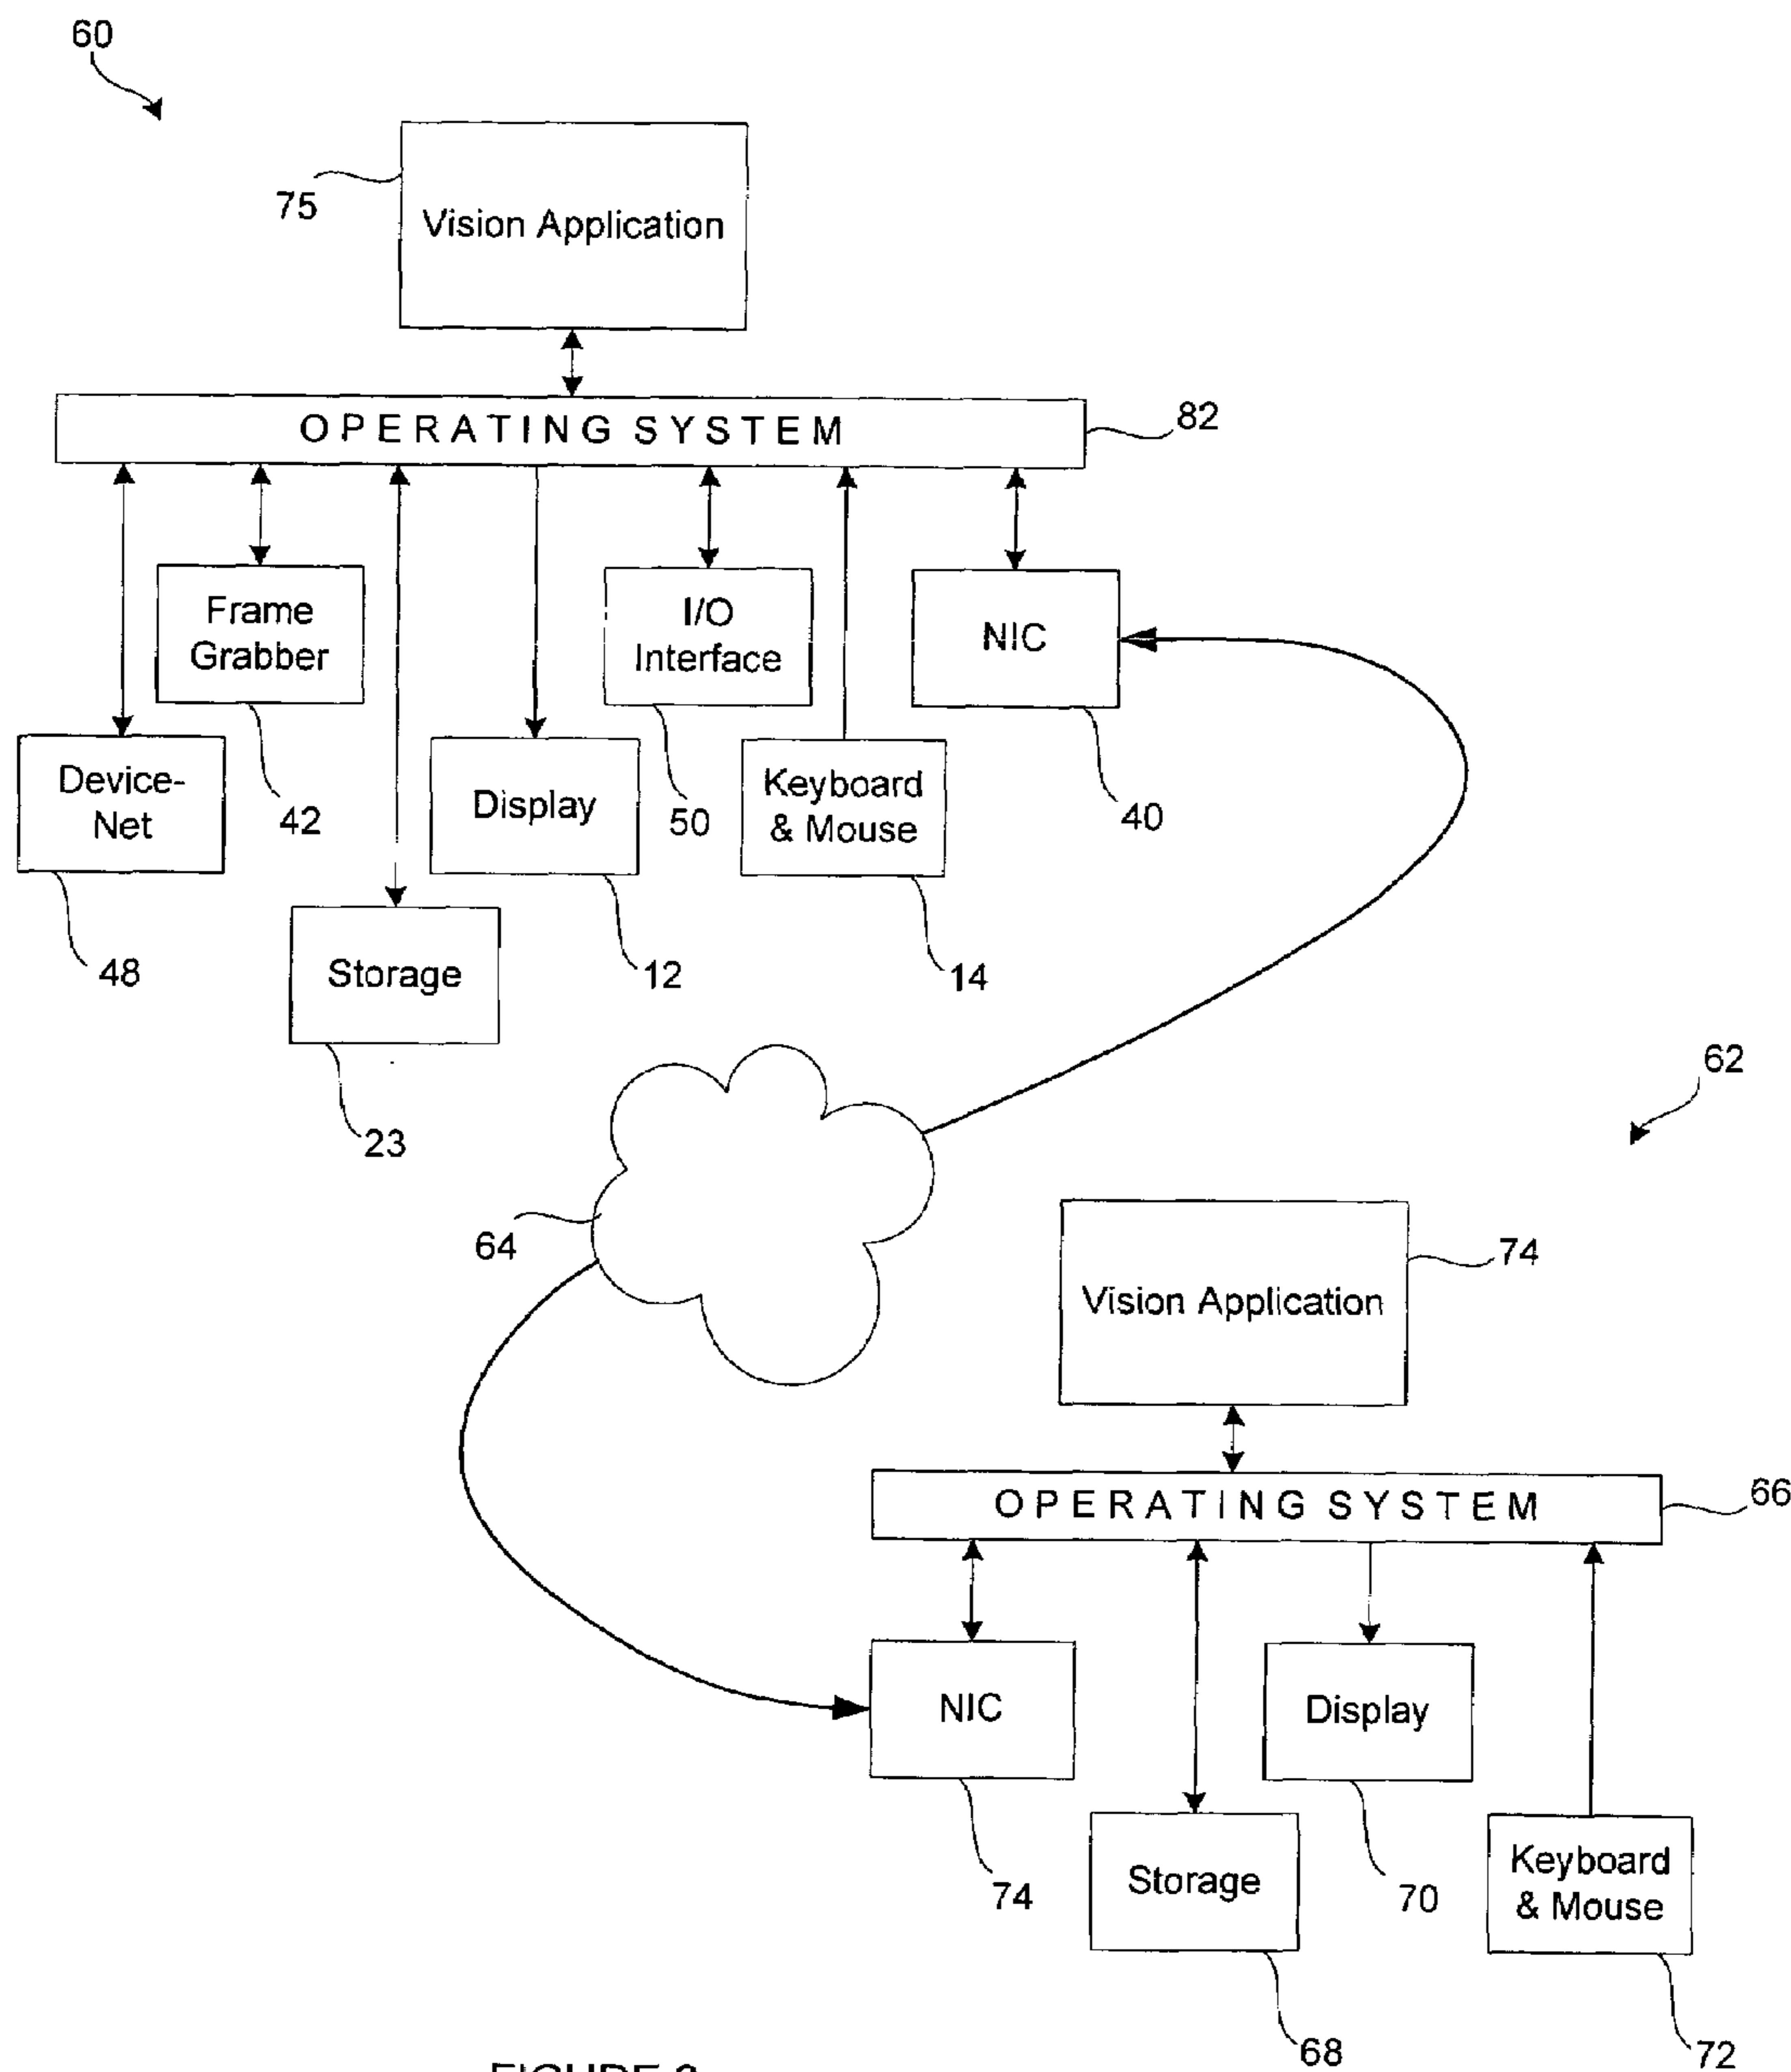 60
75
Vision Application
OPERATING SYSTEM
82
Frame
Grabber
I/O
Interface
NIC
Device-
Net
42
Display
50
Keyboard
& Mouse
40
48
Storage
12
14
23
62
64
74
Vision Application
OPERATING SYSTEM
66
NIC
Display
74
Storage
70
Keyboard
& Mouse
68
72
FIGURE